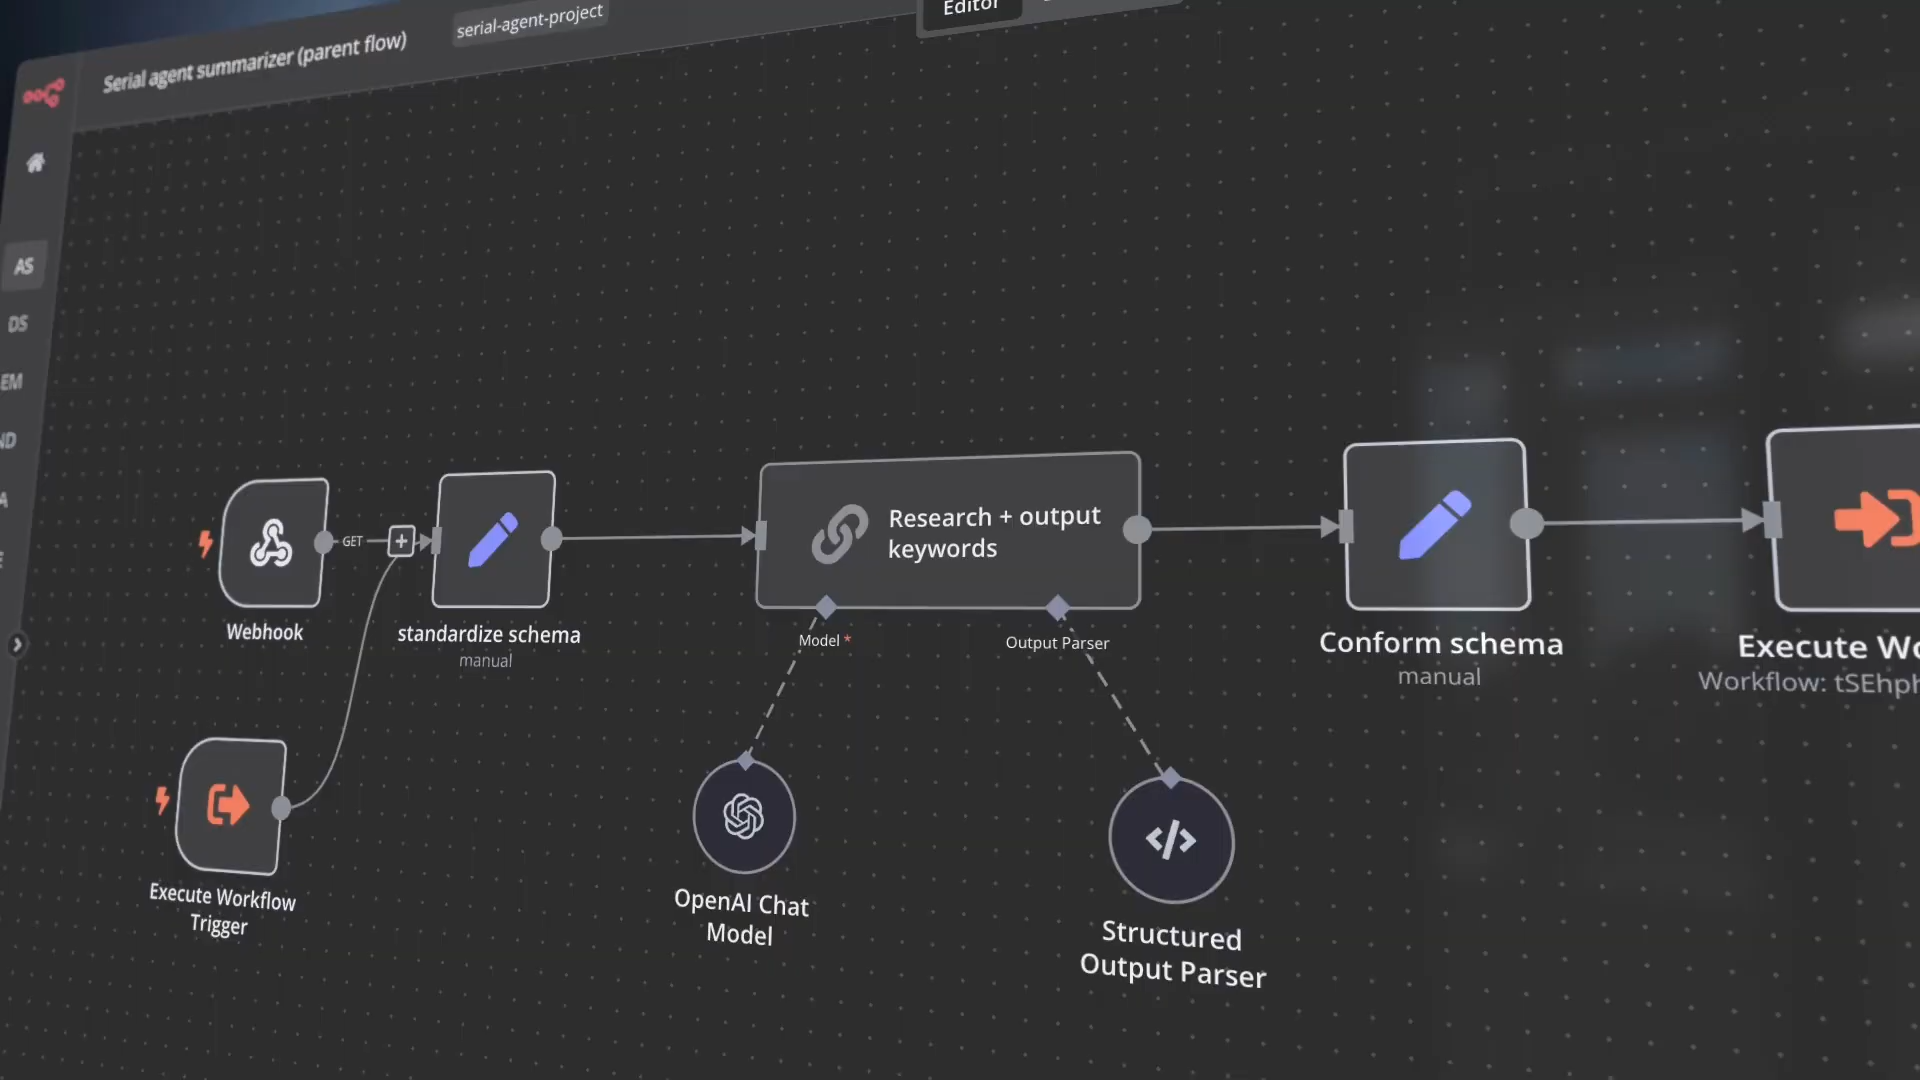 Serial agent summarizer (parent flow)
serial-agent-project
Editor
AS
DS
EM
ND
A
GET
Webhook
standardize schema
manual
Research + output
keywords
Model *
Output Parser
Conform schema
manual
Execute Wo
Workflow: tSEhph
Execute Workflow
Trigger
OpenAI Chat
Model
Structured
Output Parser